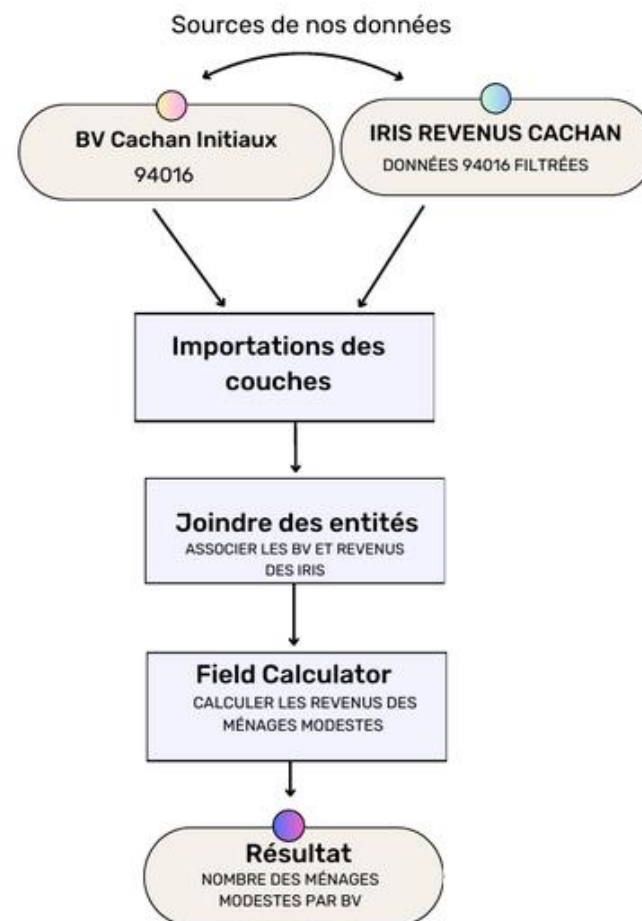 Sources de nos données
BV Cachan Initiaux
94016
IRIS REVENUS CACHAN
DONNÉES 94016 FILTRÉES
Importations des
couches
Joindre des entités
ASSOCIER LES BV ET REVENUS
DES IRIS
Field Calculator
CALCULER LES REVENUS DES
MÉNAGES MODESTES
Résultat
NOMBRE DES MÉNAGES
MODESTES PAR BV